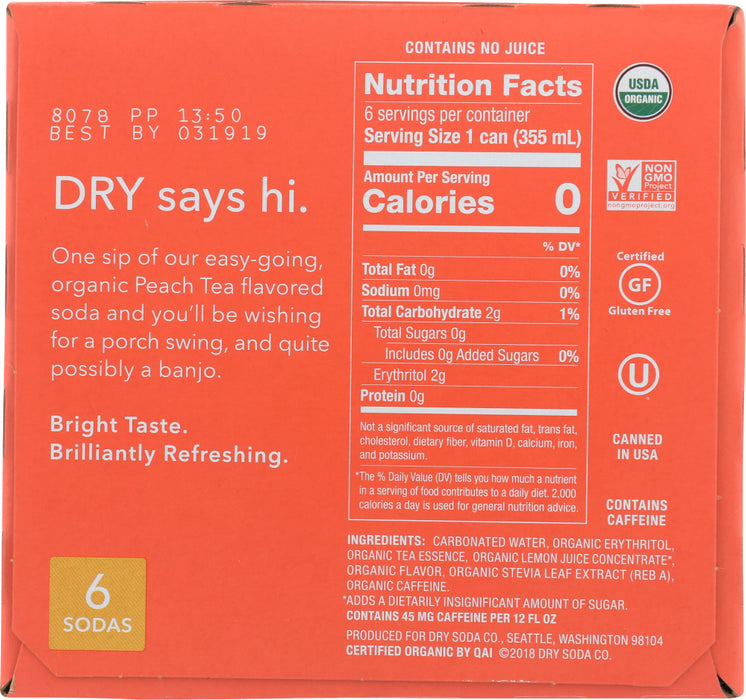 CONTAINS NO JUICE
8078 PP 13:50
BEST BY 031919
DRY says hi.
One sip of our easy-going,
organic Peach Tea flavored
soda and you'll be wishing
for a porch swing, and quite
possibly a banjo.
Bright Taste.
Brilliantly Refreshing.
6
SODAS
Nutrition Facts
6 servings per container
Serving Size 1 can (355 mL)
Amount Per Serving
Calories 0
% DV*
Total Fat 0g 0%
Sodium 0mg 0%
Total Carbohydrate 2g 1%
Total Sugars 0g
Includes 0g Added Sugars 0%
Erythritol 2g
Protein 0g
Not a significant source of saturated fat, trans fat,
cholesterol, dietary fiber, vitamin D, calcium, iron,
and potassium.
*The % Daily Value (DV) tells you how much a nutrient
in a serving of food contributes to a daily diet. 2,000
calories a day is used for general nutrition advice.
INGREDIENTS: CARBONATED WATER, ORGANIC ERYTHRITOL,
ORGANIC TEA ESSENCE, ORGANIC LEMON JUICE CONCENTRATE*,
ORGANIC FLAVOR, ORGANIC STEVIA LEAF EXTRACT (REB A),
ORGANIC CAFFEINE.
*ADDS A DIETARILY INSIGNIFICANT AMOUNT OF SUGAR.
CONTAINS 45 MG CAFFEINE PER 12 FL OZ
PRODUCED FOR DRY SODA CO., SEATTLE, WASHINGTON 98104
CERTIFIED ORGANIC BY QAI ©2018 DRY SODA CO.
USDA
ORGANIC
NON
GMO
Project
VERIFIED
nongmoproject.org
Certified
GF
Gluten Free
U
CANNED
IN USA
CONTAINS
CAFFEINE